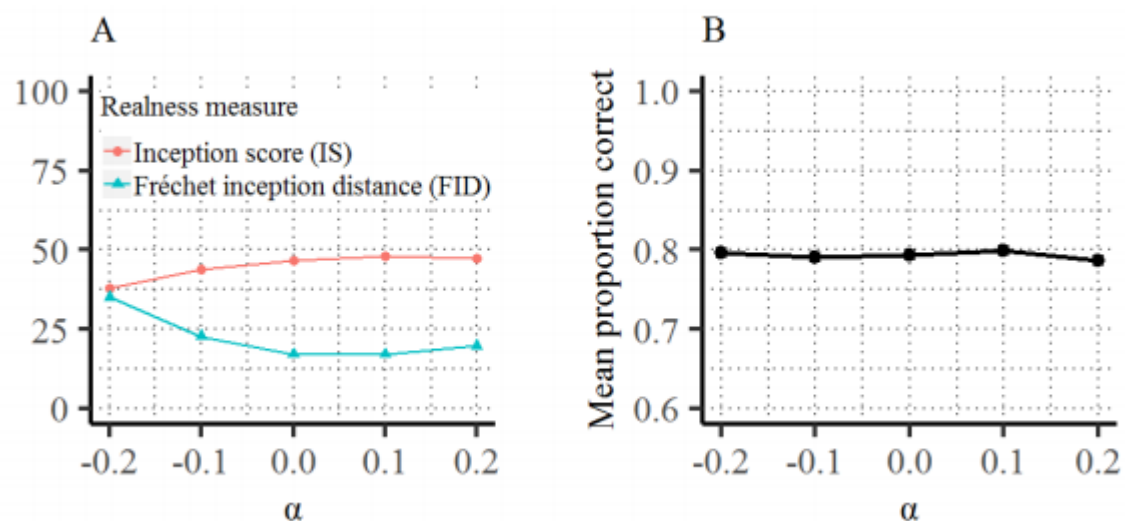 A
100
75
50
25
0
Realness measure
Inception score (IS)
Fréchet inception distance (FID)
-0.2 -0.1 0.0 0.1 0.2
α
B
Mean proportion correct
1.0
0.9
0.8
0.7
0.6
-0.2 -0.1 0.0 0.1 0.2
α